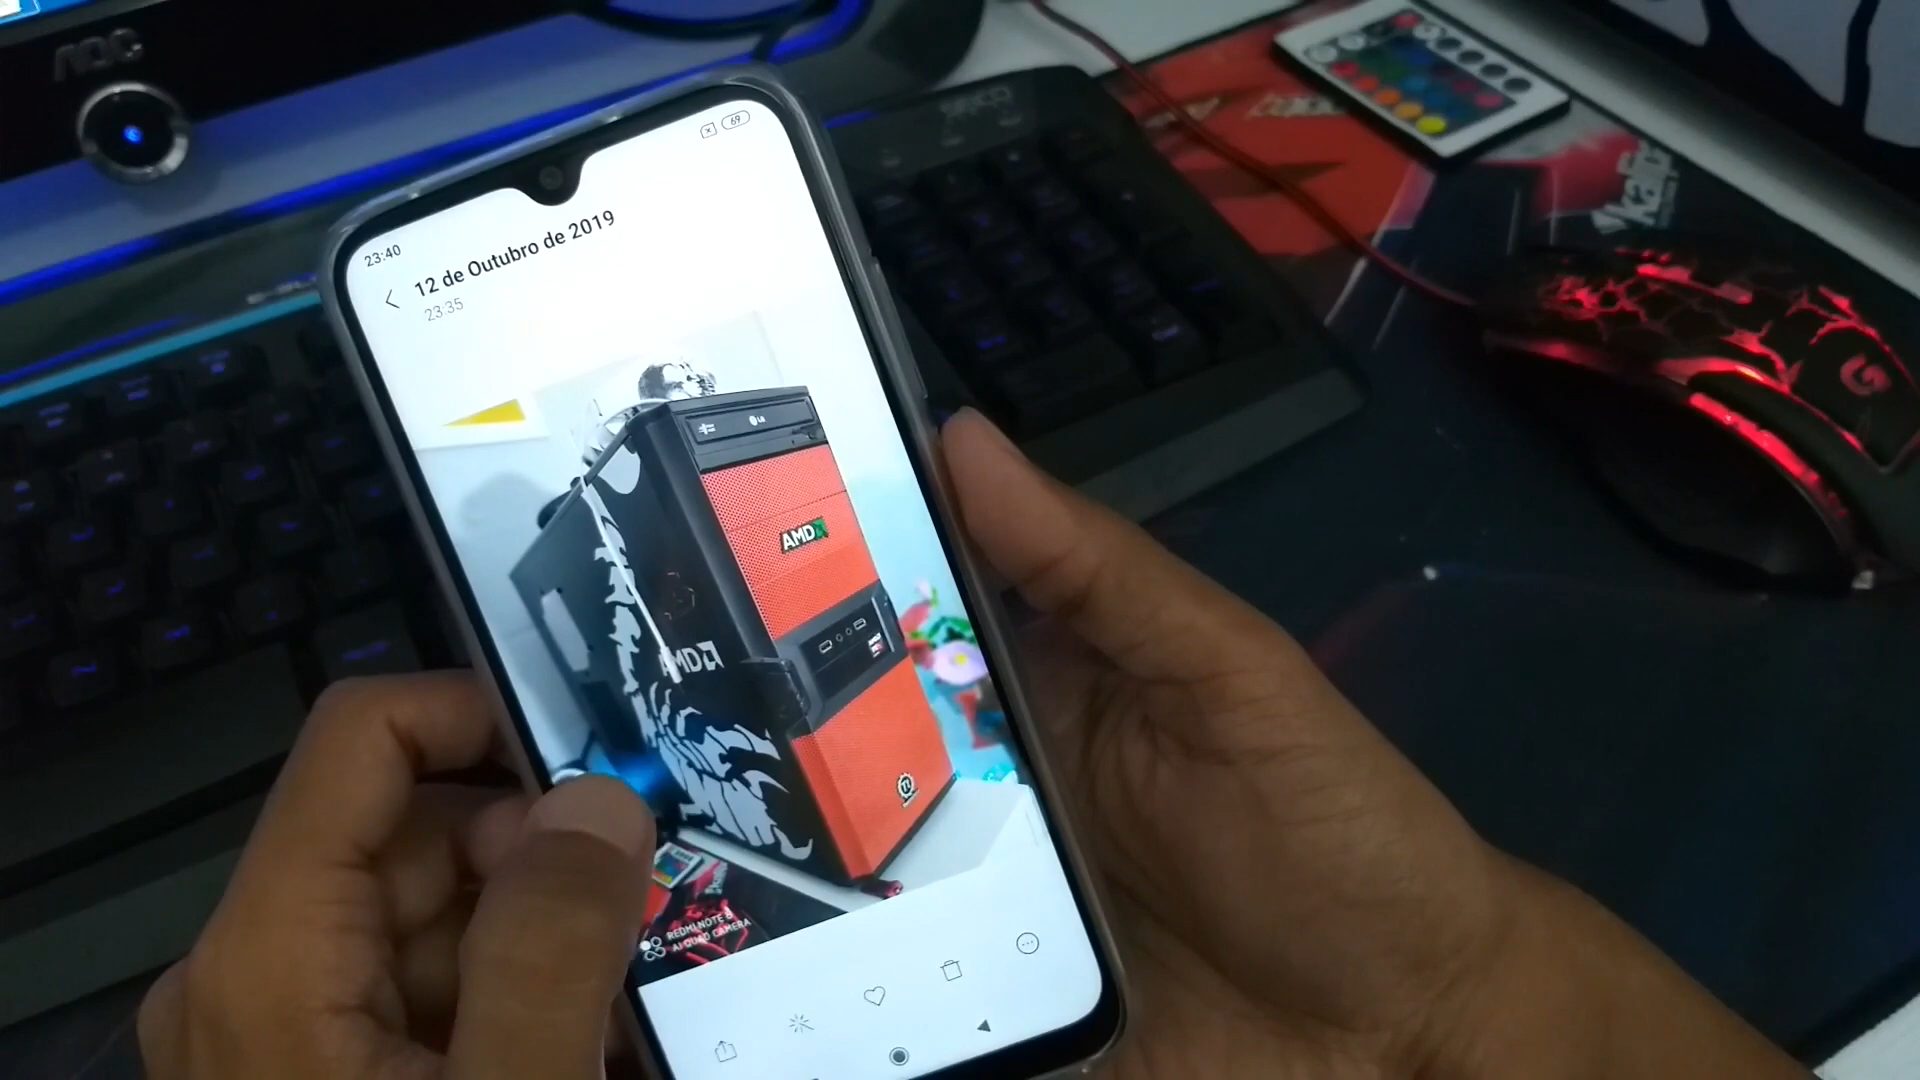 AOC
69
23:40
12 de Outubro de 2019
23:35
LG
AMD
AMD
REDMI NOTE 8
AI QUAD CAMERA